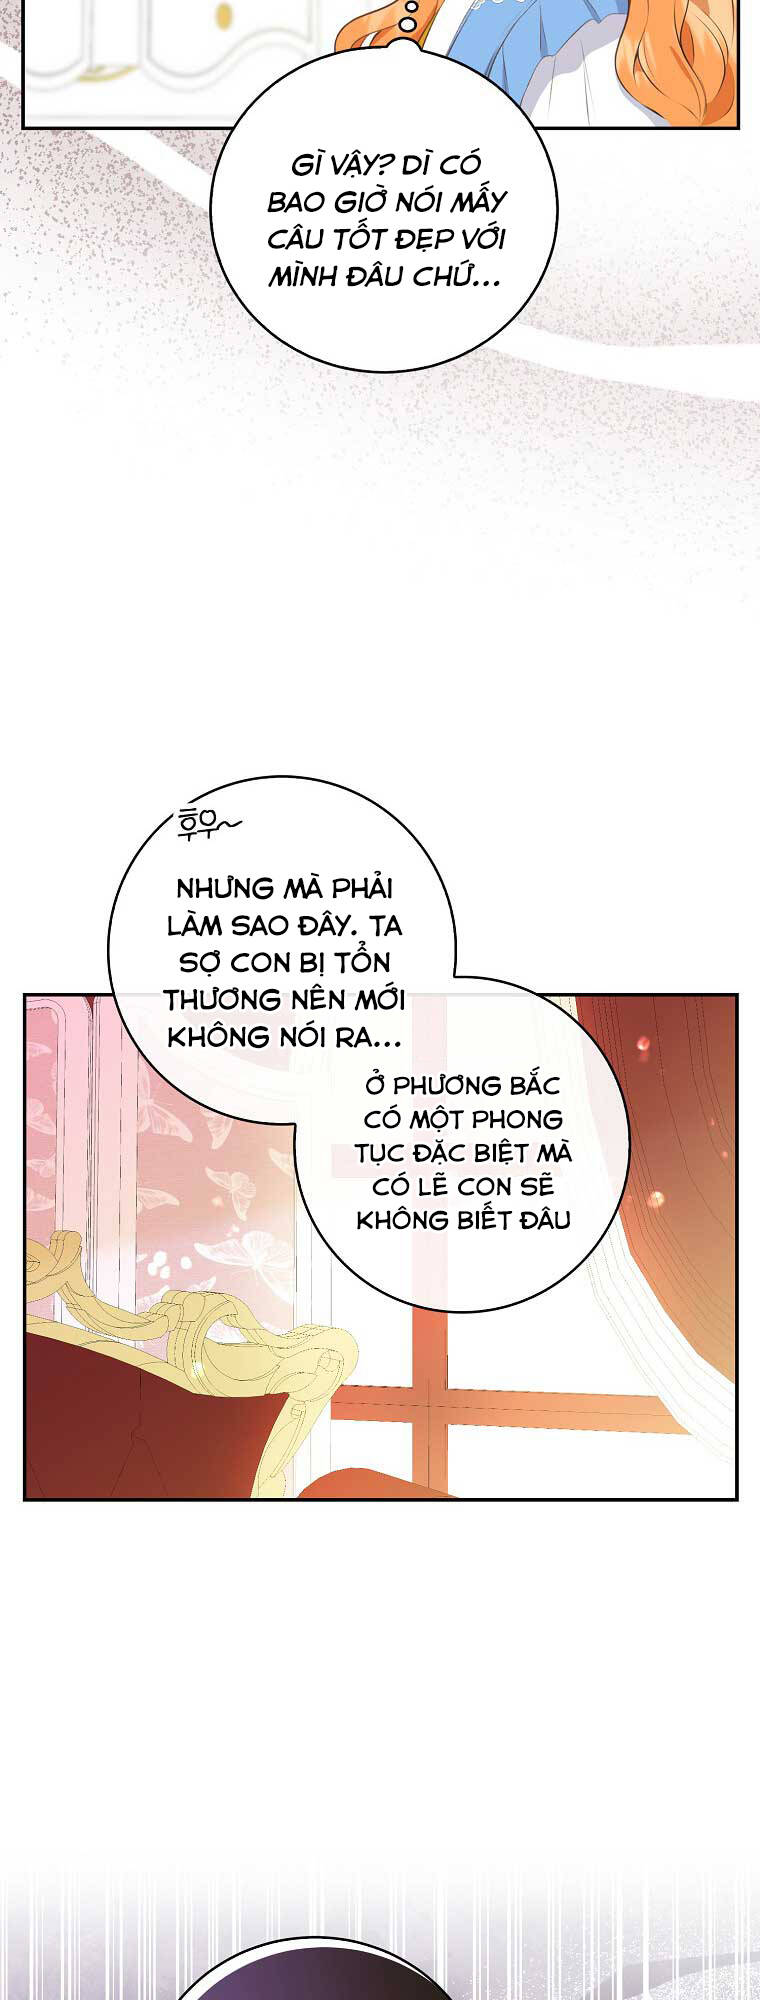 GÌ VẬY? DÌ CÓ
BAO GIỜ NÓI MẤY
CÂU TỐT ĐẸP VỚI
MÌNH ĐÂU CHỨ...
후우~
NHƯNG MÀ PHẢI
LÀM SAO ĐÂY. TA
SỢ CON BỊ TỔN
THƯƠNG NÊN MỚI
KHÔNG NÓI RA...
Ở PHƯƠNG BẮC
CÓ MỘT PHONG
TỤC ĐẶC BIỆT MÀ
CÓ LẼ CON SẼ
KHÔNG BIẾT ĐÂU